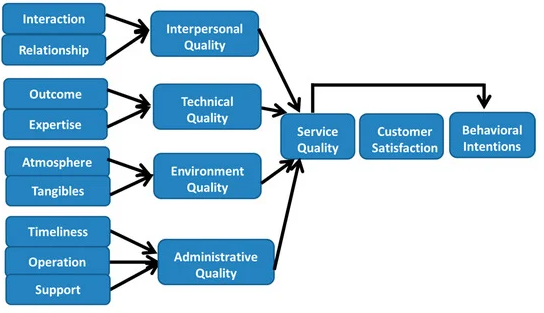 Interaction
Relationship
Interpersonal
Quality
Outcome
Expertise
Technical
Quality
Atmosphere
Tangibles
Environment
Quality
Timeliness
Operation
Support
Administrative
Quality
Service
Quality
Customer
Satisfaction
Behavioral
Intentions